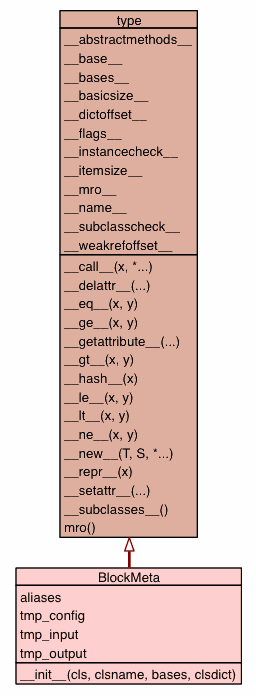 type
__abstractmethods__
__base__
__bases__
__basicsize__
__dictoffset__
__flags__
__instancecheck__
__itemsize__
__mro__
__name__
__subclasscheck__
__weakrefoffset__
__call__(x, *...)
__delattr__(...)
__eq__(x, y)
__ge__(x, y)
__getattribute__(...)
__gt__(x, y)
__hash__(x)
__le__(x, y)
__lt__(x, y)
__ne__(x, y)
__new__(T, S, *...)
__repr__(x)
__setattr__(...)
__subclasses__()
mro()
BlockMeta
aliases
tmp_config
tmp_input
tmp_output
__init__(cls, clsname, bases, clsdict)